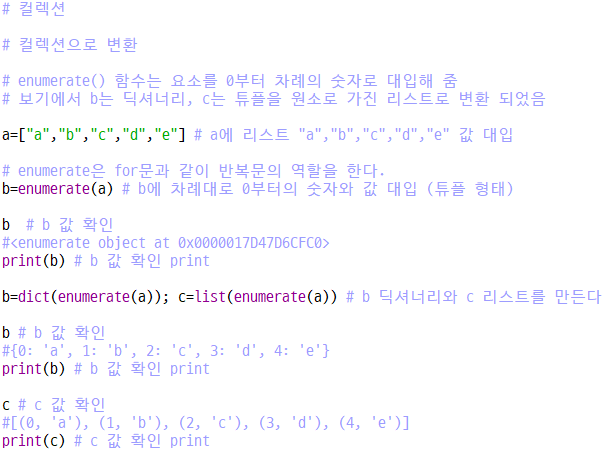 # 컬렉션
# 컬렉션으로 변환
# enumerate() 함수는 요소를 0부터 차례의 숫자로 대입해 줌
# 보기에서 b는 딕셔너리, c는 튜플을 원소로 가진 리스트로 변환 되었음
a=["a","b","c","d","e"] # a에 리스트 "a","b","c","d","e" 값 대입
# enumerate은 for문과 같이 반복문의 역할을 한다.
b=enumerate(a) # b에 차례대로 0부터의 숫자와 값 대입 (튜플 형태)
b  # b 값 확인
#<enumerate object at 0x0000017D47D6CFC0>
print(b) # b 값 확인 print
b=dict(enumerate(a)); c=list(enumerate(a)) # b 딕셔너리와 c 리스트를 만든다
b # b 값 확인
#{0: 'a', 1: 'b', 2: 'c', 3: 'd', 4: 'e'}
print(b) # b 값 확인 print
c # c 값 확인
#[(0, 'a'), (1, 'b'), (2, 'c'), (3, 'd'), (4, 'e')]
print(c) # c 값 확인 print